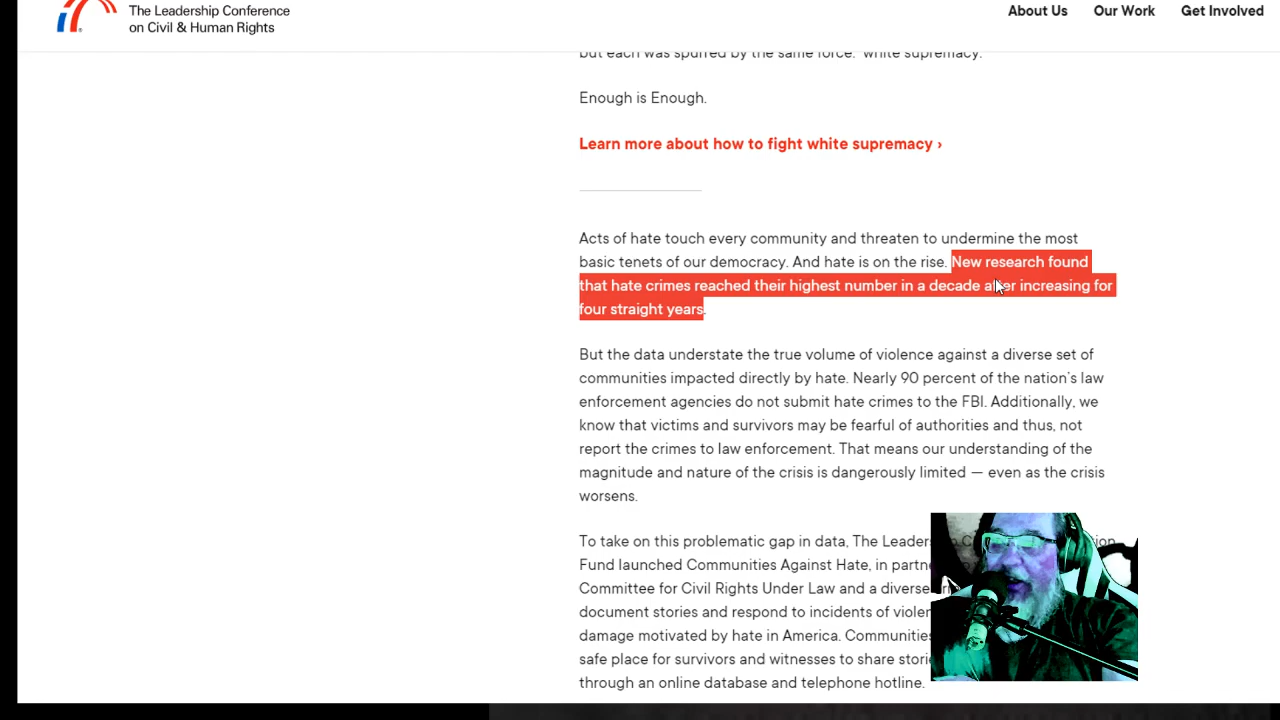 The Leadership Conference
on Civil & Human Rights
About Us Our Work Get Involved
but each was spurred by the same force: white supremacy.
Enough is Enough.
Learn more about how to fight white supremacy ›
Acts of hate touch every community and threaten to undermine the most
basic tenets of our democracy. And hate is on the rise. New research found
that hate crimes reached their highest number in a decade after increasing for
four straight years.
But the data understate the true volume of violence against a diverse set of
communities impacted directly by hate. Nearly 90 percent of the nation's law
enforcement agencies do not submit hate crimes to the FBI. Additionally, we
know that victims and survivors may be fearful of authorities and thus, not
report the crimes to law enforcement. That means our understanding of the
magnitude and nature of the crisis is dangerously limited — even as the crisis
worsens.
To take on this problematic gap in data, The
Fund launched Communities Against Hate, in
Committee for Civil Rights Under Law and a diverse
document stories and respond to incidents of
damage motivated by hate in America. Communities
safe place for survivors and witnesses to share
through an online database and telephone hotline.